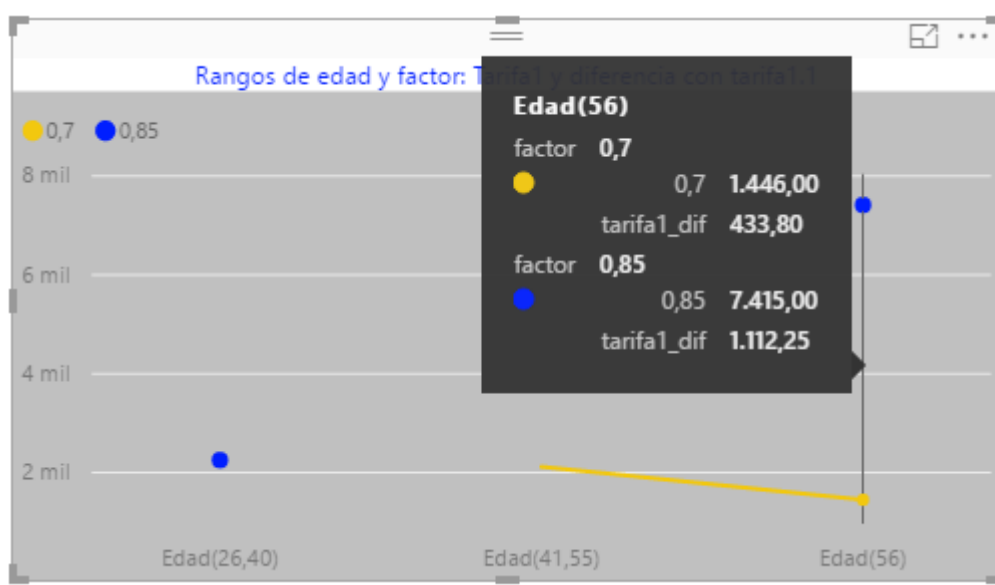 Rangos de edad y factor: Tarifa1 y diferencia con tarifa1.1
0,7 0,85
8 mil
6 mil
4 mil
2 mil
Edad(26,40) Edad(41,55) Edad(56)
Edad(56)
factor 0,7
0,7 1.446,00
tarifa1_dif 433,80
factor 0,85
0,85 7.415,00
tarifa1_dif 1.112,25